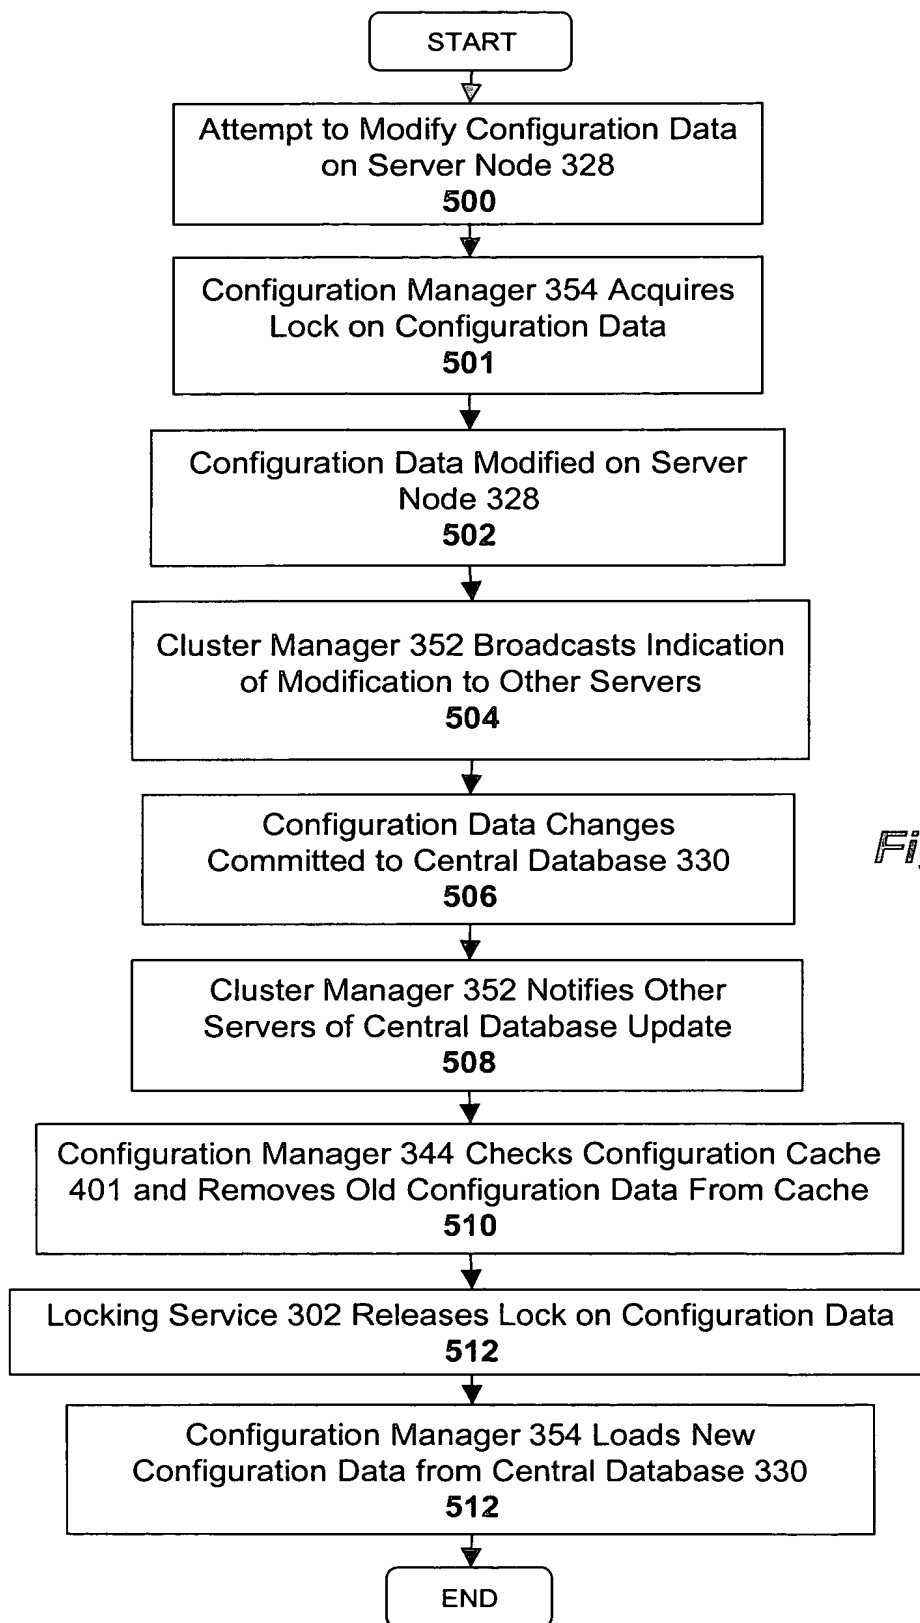 START
Attempt to Modify Configuration Data
on Server Node 328
500
Configuration Manager 354 Acquires
Lock on Configuration Data
501
Configuration Data Modified on Server
Node 328
502
Cluster Manager 352 Broadcasts Indication
of Modification to Other Servers
504
Configuration Data Changes
Committed to Central Database 330
506
Cluster Manager 352 Notifies Other
Servers of Central Database Update
508
Configuration Manager 344 Checks Configuration Cache
401 and Removes Old Configuration Data From Cache
510
Locking Service 302 Releases Lock on Configuration Data
512
Configuration Manager 354 Loads New
Configuration Data from Central Database 330
512
END